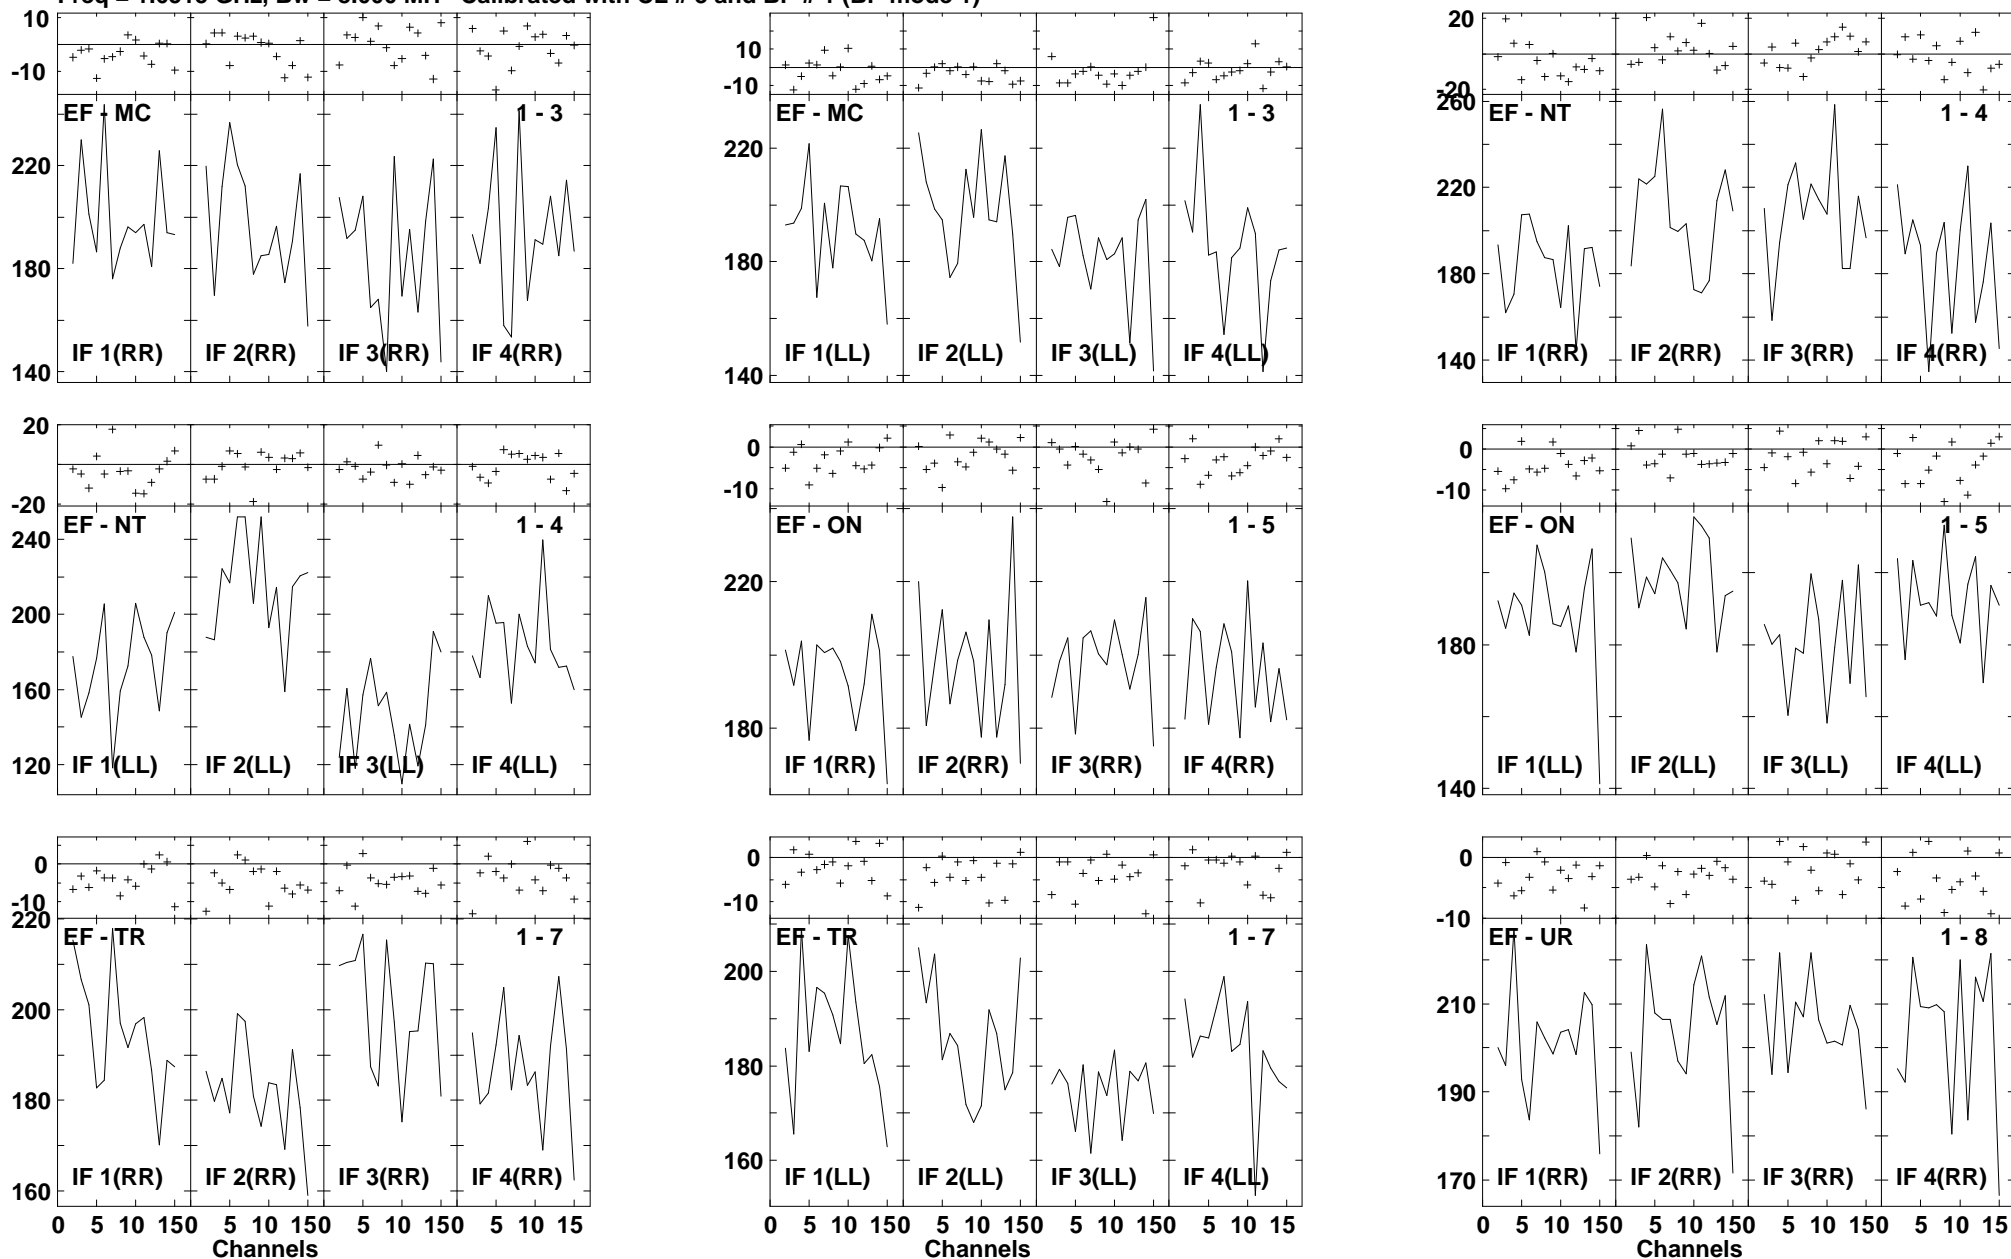 10
-10
EF - MC 1 - 3
220
180
140
IF 1(RR) IF 2(RR) IF 3(RR) IF 4(RR)
10
-10
EF - MC 1 - 3
220
180
140
IF 1(LL) IF 2(LL) IF 3(LL) IF 4(LL)
20
-20
260
EF - NT 1 - 4
220
180
140
IF 1(RR) IF 2(RR) IF 3(RR) IF 4(RR)
20
0
-20
EF - NT 1 - 4
240
200
160
120
IF 1(LL) IF 2(LL) IF 3(LL) IF 4(LL)
0
-10
EF - ON 1 - 5
220
180
IF 1(RR) IF 2(RR) IF 3(RR) IF 4(RR)
0
-10
EF - ON 1 - 5
180
140
IF 1(LL) IF 2(LL) IF 3(LL) IF 4(LL)
0
-10
220
EF - TR 1 - 7
200
180
160
IF 1(RR) IF 2(RR) IF 3(RR) IF 4(RR)
0 5 10 150 5 10 150 5 10 150 5 10 15
Channels
0
-10
EF - TR 1 - 7
200
180
160
IF 1(LL) IF 2(LL) IF 3(LL) IF 4(LL)
0 5 10 150 5 10 150 5 10 150 5 10 15
Channels
0
-10
EF - UR 1 - 8
210
190
170
IF 1(RR) IF 2(RR) IF 3(RR) IF 4(RR)
0 5 10 150 5 10 150 5 10 150 5 10 15
Channels